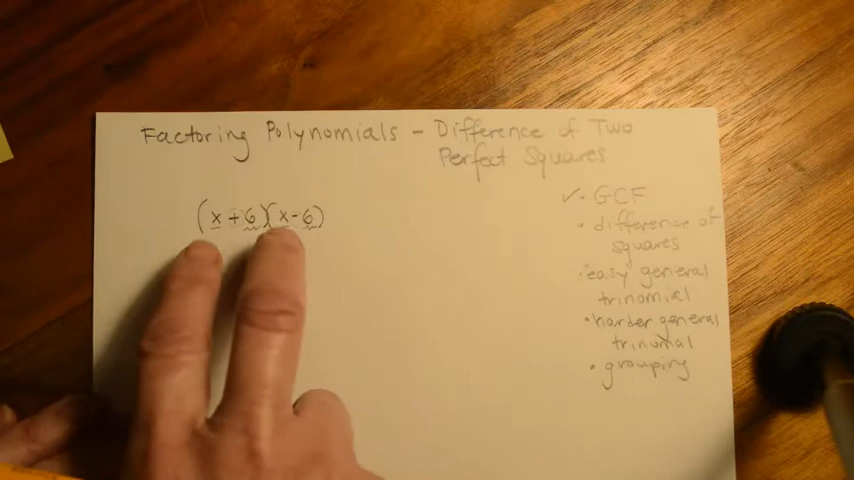 Factoring Polynomials - Difference of Two
Perfect Squares
(x+6)(x-6)
✓• GCF
• difference of
squares
• easy general
trinomial
• harder general
trinomal
• grouping